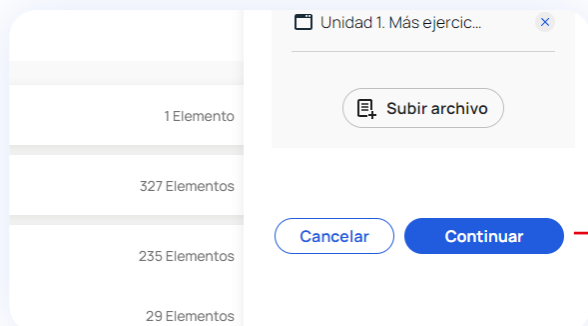 Unidad 1. Más ejercic...
1 Elemento
Subir archivo
327 Elementos
Cancelar
Continuar
235 Elementos
29 Elementos